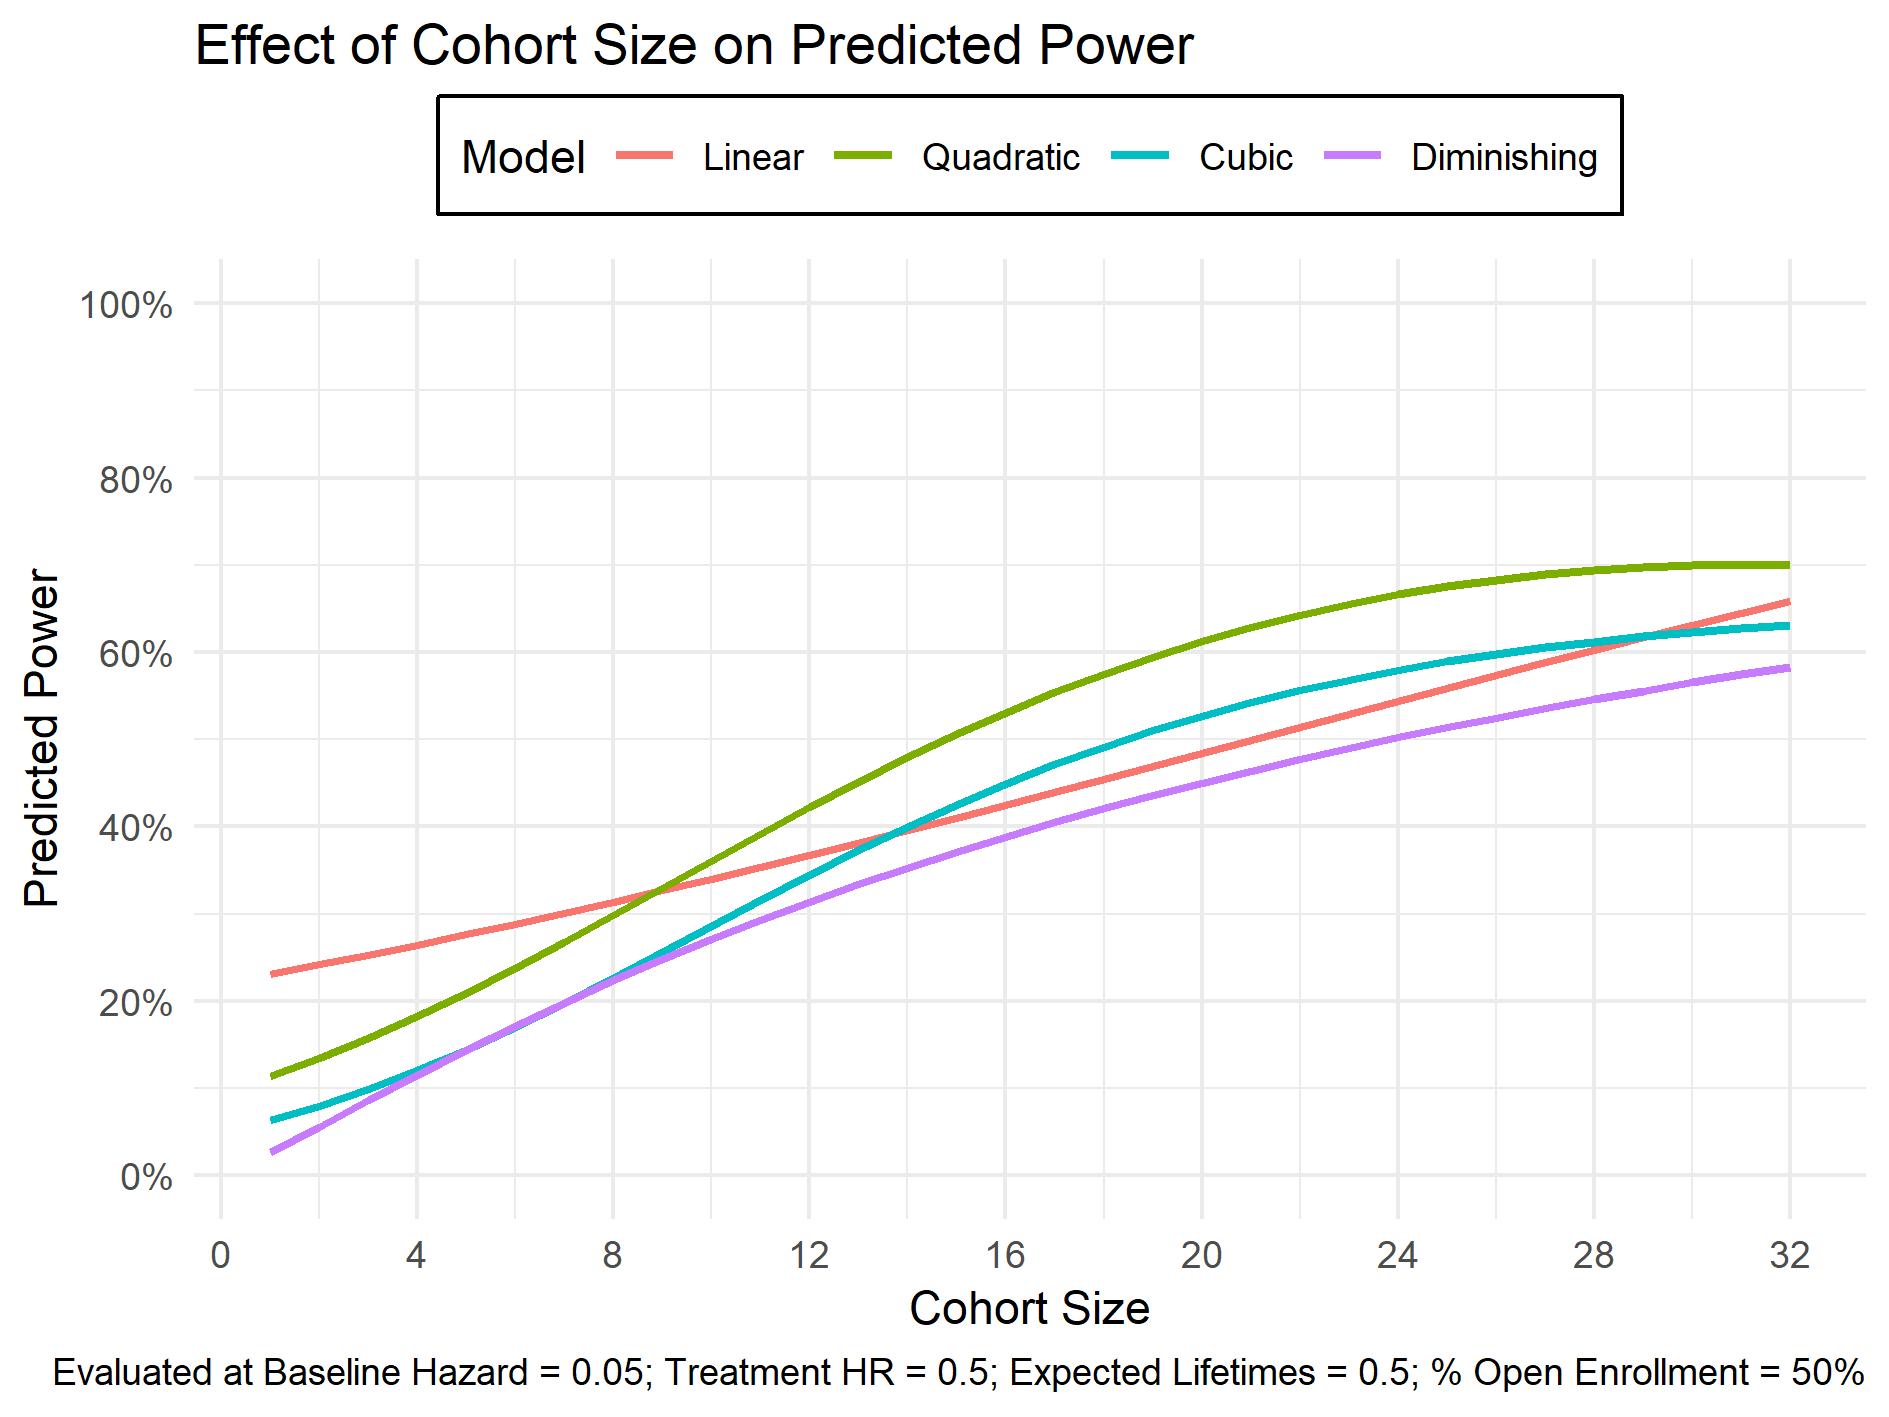 Effect of Cohort Size on Predicted Power
Model Linear Quadratic Cubic Diminishing
100%
80%
60%
40%
20%
0%
Predicted Power
0 4 8 12 16 20 24 28 32
Cohort Size
Evaluated at Baseline Hazard = 0.05; Treatment HR = 0.5; Expected Lifetimes = 0.5; % Open Enrollment = 50%